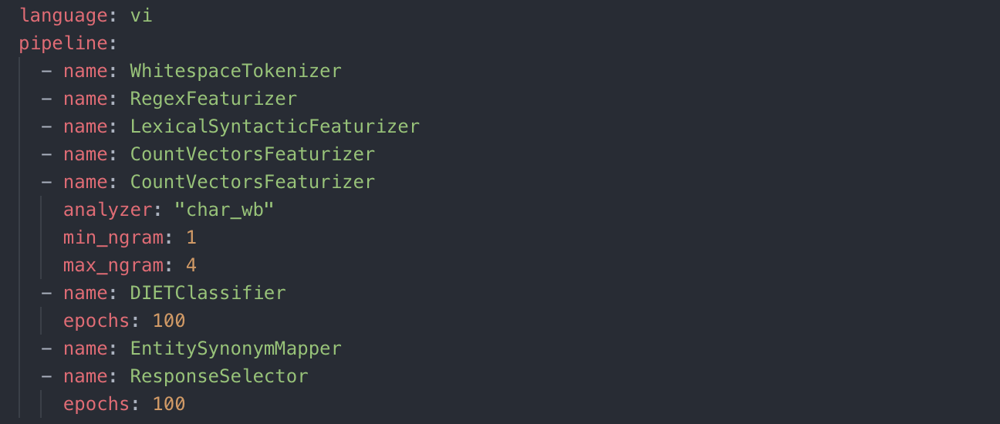 language: vi
pipeline:
  - name: WhitespaceTokenizer
  - name: RegexFeaturizer
  - name: LexicalSyntacticFeaturizer
  - name: CountVectorsFeaturizer
  - name: CountVectorsFeaturizer
    analyzer: "char_wb"
    min_ngram: 1
    max_ngram: 4
  - name: DIETClassifier
    epochs: 100
  - name: EntitySynonymMapper
  - name: ResponseSelector
    epochs: 100